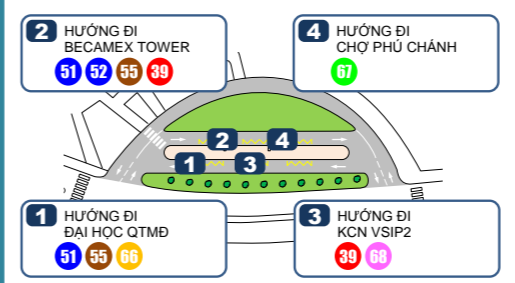 2 HƯỚNG ĐI
BECAMEX TOWER
51 52 55 39
4 HƯỚNG ĐI
CHỢ PHÚ CHÁNH
67
2 4
1 3
1 HƯỚNG ĐI
ĐẠI HỌC QTMĐ
51 55 66
3 HƯỚNG ĐI
KCN VSIP2
39 68